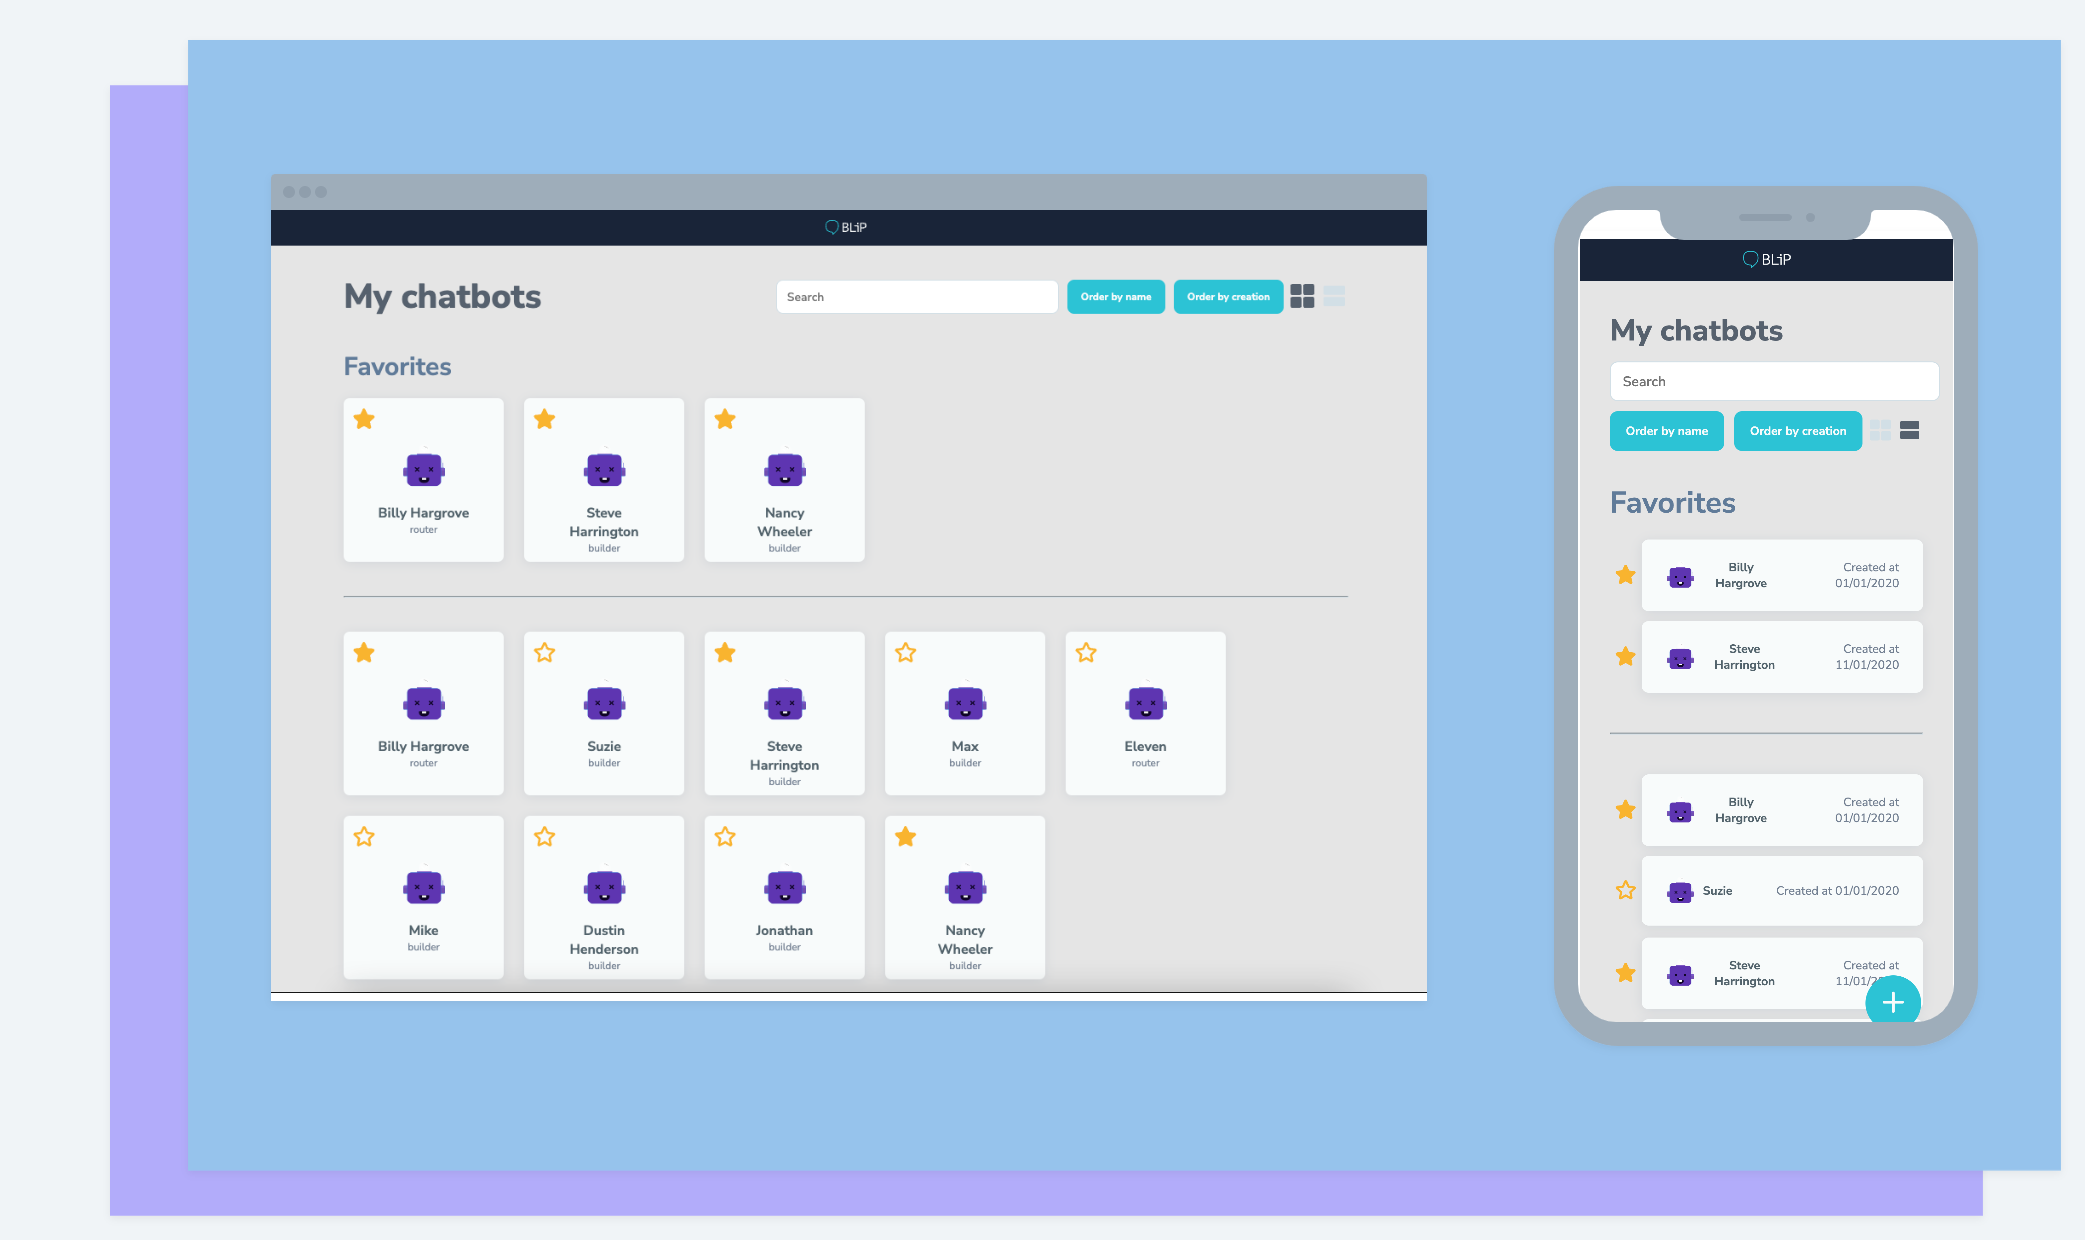 BLiP
My chatbots
Search
Order by name
Order by creation
Favorites
Billy Hargrove
router
Steve
Harrington
builder
Nancy
Wheeler
builder
Billy Hargrove
router
Suzie
builder
Steve
Harrington
builder
Max
builder
Eleven
router
Mike
builder
Dustin
Henderson
builder
Jonathan
builder
Nancy
Wheeler
builder
BLiP
My chatbots
Search
Order by name
Order by creation
Favorites
Billy
Hargrove
Created at
01/01/2020
Steve
Harrington
Created at
11/01/2020
Billy
Hargrove
Created at
01/01/2020
Suzie
Created at 01/01/2020
Steve
Harrington
Created at
11/01/2